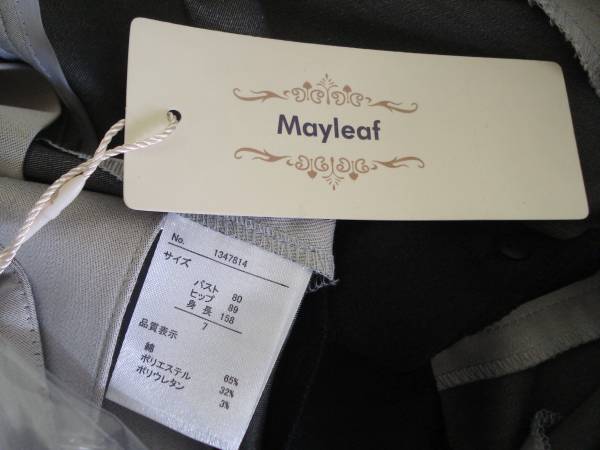 Mayleaf
No. 1347814
サイズ
バスト 80
ヒップ 89
身長 158
7
品質表示
綿 65%
ポリエステル 32%
ポリウレタン 3%